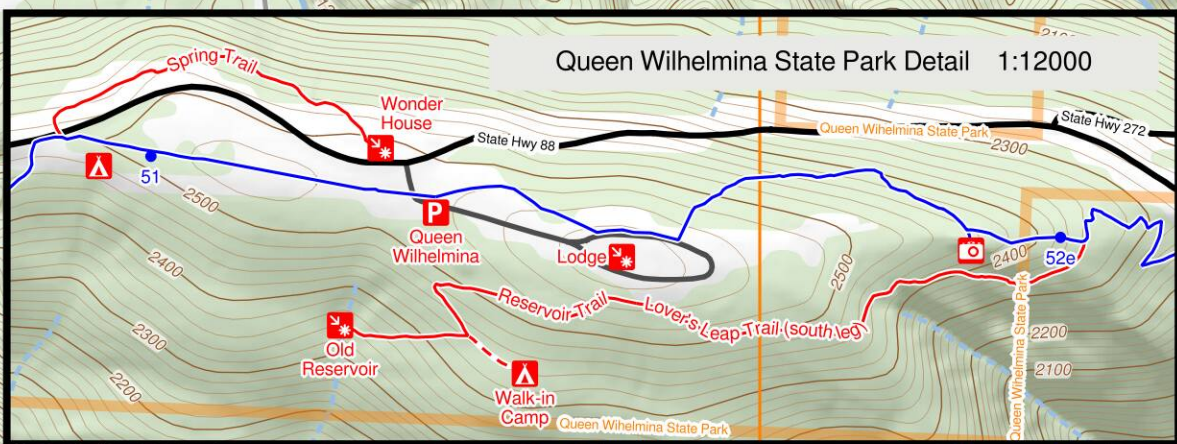 Queen Wilhelmina State Park Detail 1:12000
Spring Trail
Wonder
House
State Hwy 88
Queen Wihelmina State Park
State Hwy 272
2100
2300
51
2500
P
Queen
Wilhelmina
Lodge
2400
52e
2500
2400
Reservoir Trail
Lover's Leap Trail (south leg)
Old
Reservoir
2300
2200
2200
2100
Walk-in
Camp
Queen Wihelmina State Park
Queen Wihelmina State Park